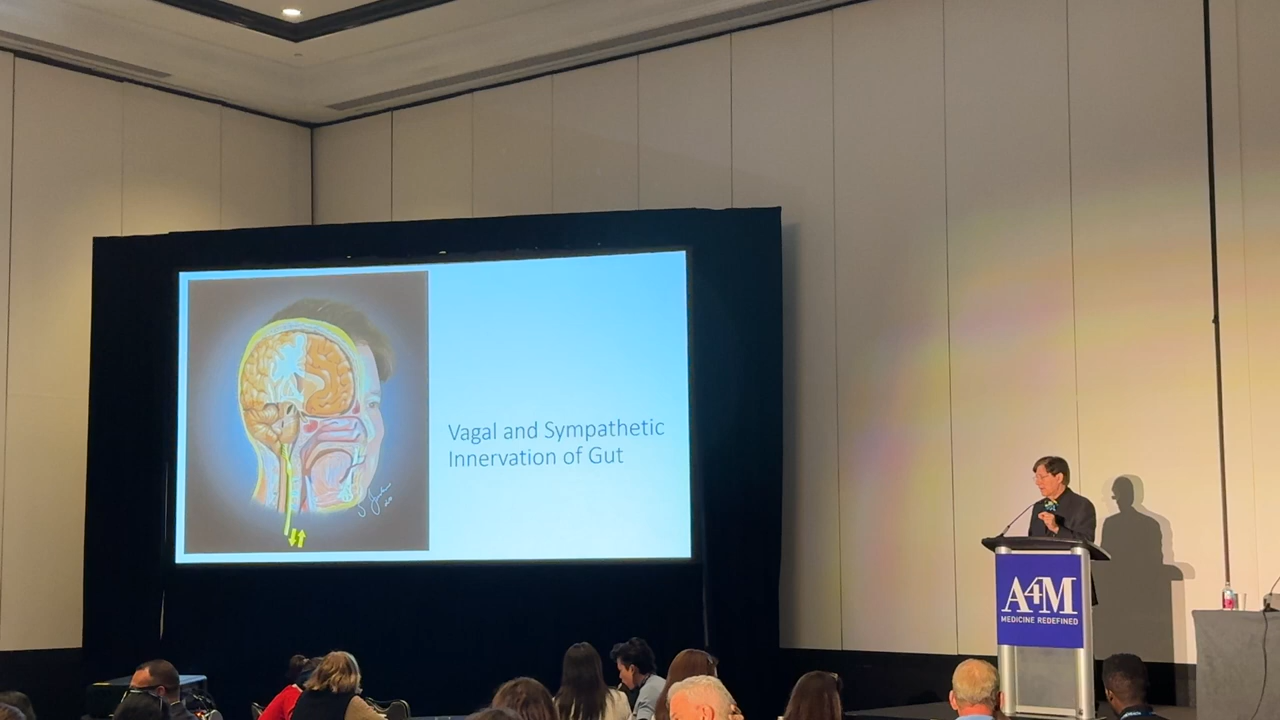 Vagal and Sympathetic
Innervation of Gut
A4M
MEDICINE REDEFINED